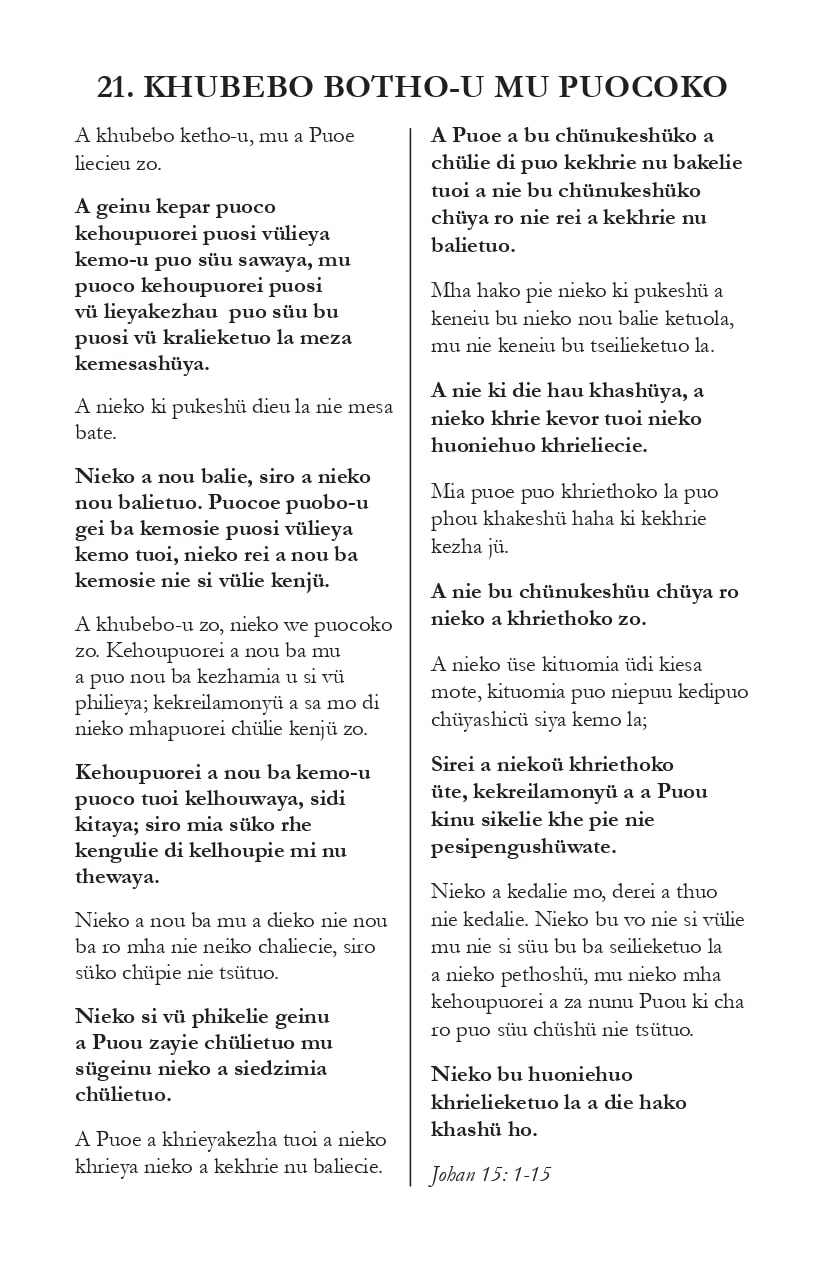 21. KHUBEBO BOTHO-U MU PUOCOKO
A khubebo ketho-u, mu a Puoe
liecieu zo.
A geinu kepar puoco
kehoupuorei puosi vülieya
kemo-u puo süu sawaya, mu
puoco kehoupuorei puosi
vü lieyakezhau puo süu bu
puosi vü kralieketuo la meza
kemesashüya.
A nieko ki pukeshü dieu la nie mesa
bate.
Nieko a nou balie, siro a nieko
nou balietuo. Puocoe puobo-u
gei ba kemosie puosi vülieya
kemo tuoi, nieko rei a nou ba
kemosie nie si vülie kenjü.
A khubebo-u zo, nieko we puocoko
zo. Kehoupuorei a nou ba mu
a puo nou ba kezhamia u si vü
philieya; kekreilamonyü a sa mo di
nieko mhapuorei chülie kenjü zo.
Kehoupuorei a nou ba kemo-u
puoco tuoi kelhouwaya, sidi
kitaya; siro mia süko rhe
kengulie di kelhoupie mi nu
thewaya.
Nieko a nou ba mu a dieko nie nou
ba ro mha nie neiko chaliecie, siro
süko chüpie nie tsütuo.
Nieko si vü phikelie geinu
a Puou zayie chülietuo mu
sügeinu nieko a siedzimia
chülietuo.
A Puoe a khrieyakezha tuoi a nieko
khrieya nieko a kekhrie nu baliecie.
A Puoe a bu chünukeshüko a
chülie di puo kekhrie nu bakelie
tuoi a nie bu chünukeshüko
chüya ro nie rei a kekhrie nu
balietuo.
Mha hako pie nieko ki pukeshü a
keneiu bu nieko nou balie ketuola,
mu nie keneiu bu tseilieketuo la.
A nie ki die hau khashüya, a
nieko khrie kevor tuoi nieko
huoniehuo khrieliecie.
Mia puoe puo khriethoko la puo
phou khakeshü haha ki kekhrie
kezha jü.
A nie bu chünukeshüu chüya ro
nieko a khriethoko zo.
A nieko üse kituomia üdi kiesa
mote, kituomia puo niepuu kedipuo
chüyashicü siya kemo la;
Sirei a niekoü khriethoko
üte, kekreilamonyü a a Puou
kinu sikelie khe pie nie
pesipengushüwate.
Nieko a kedalie mo, derei a thuo
nie kedalie. Nieko bu vo nie si vülie
mu nie si süu bu ba seilieketuo la
a nieko pethoshü, mu nieko mha
kehoupuorei a za nunu Puou ki cha
ro puo süu chüshü nie tsütuo.
Nieko bu huoniehuo
khrielieketuo la a die hako
khashü ho.
Johan 15: 1-15